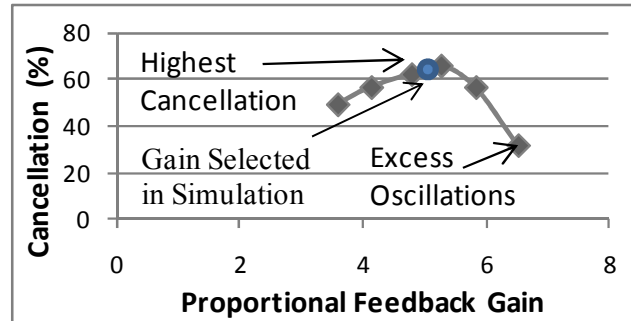 80
60
40
20
0
Cancellation (%)
Highest
Cancellation
Gain Selected
in Simulation
Excess
Oscillations
0 2 4 6 8
Proportional Feedback Gain